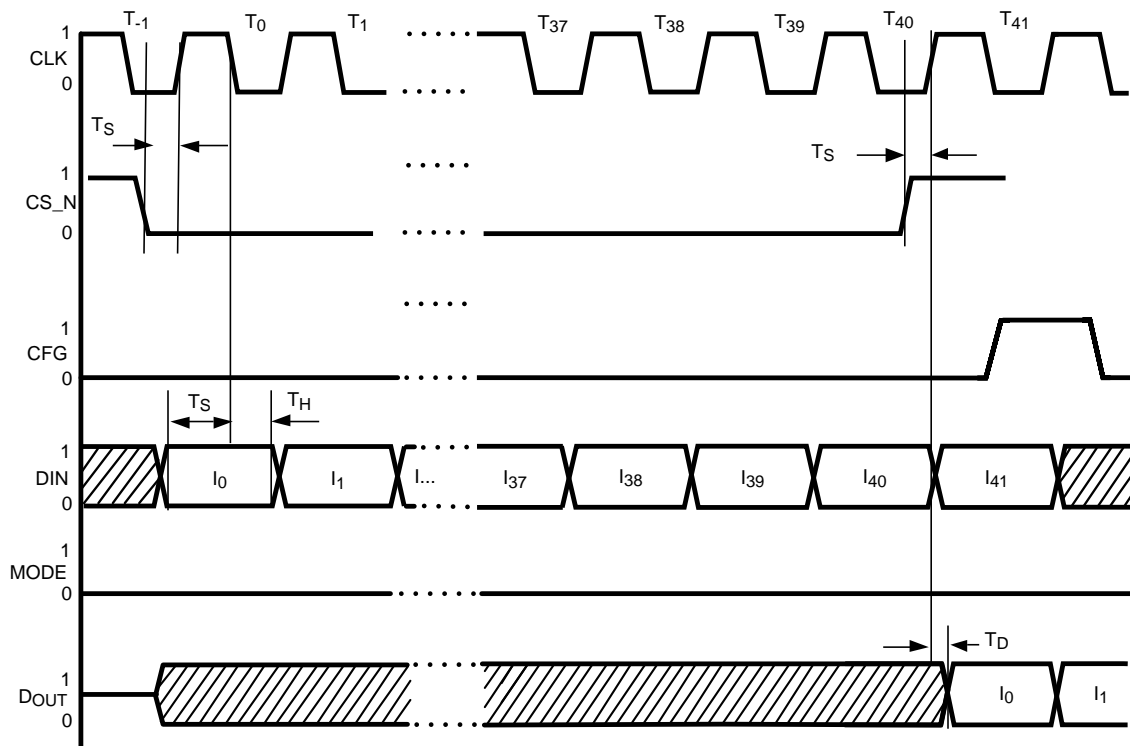 T-1 T0 T1 T37 T38 T39 T40 T41
1
CLK
0
TS TS
1
CS_N
0
1
CFG
0
TS TH
1
DIN I0 I1 I... I37 I38 I39 I40 I41
0
1
MODE
0
TD
1
DOUT I0 I1
0